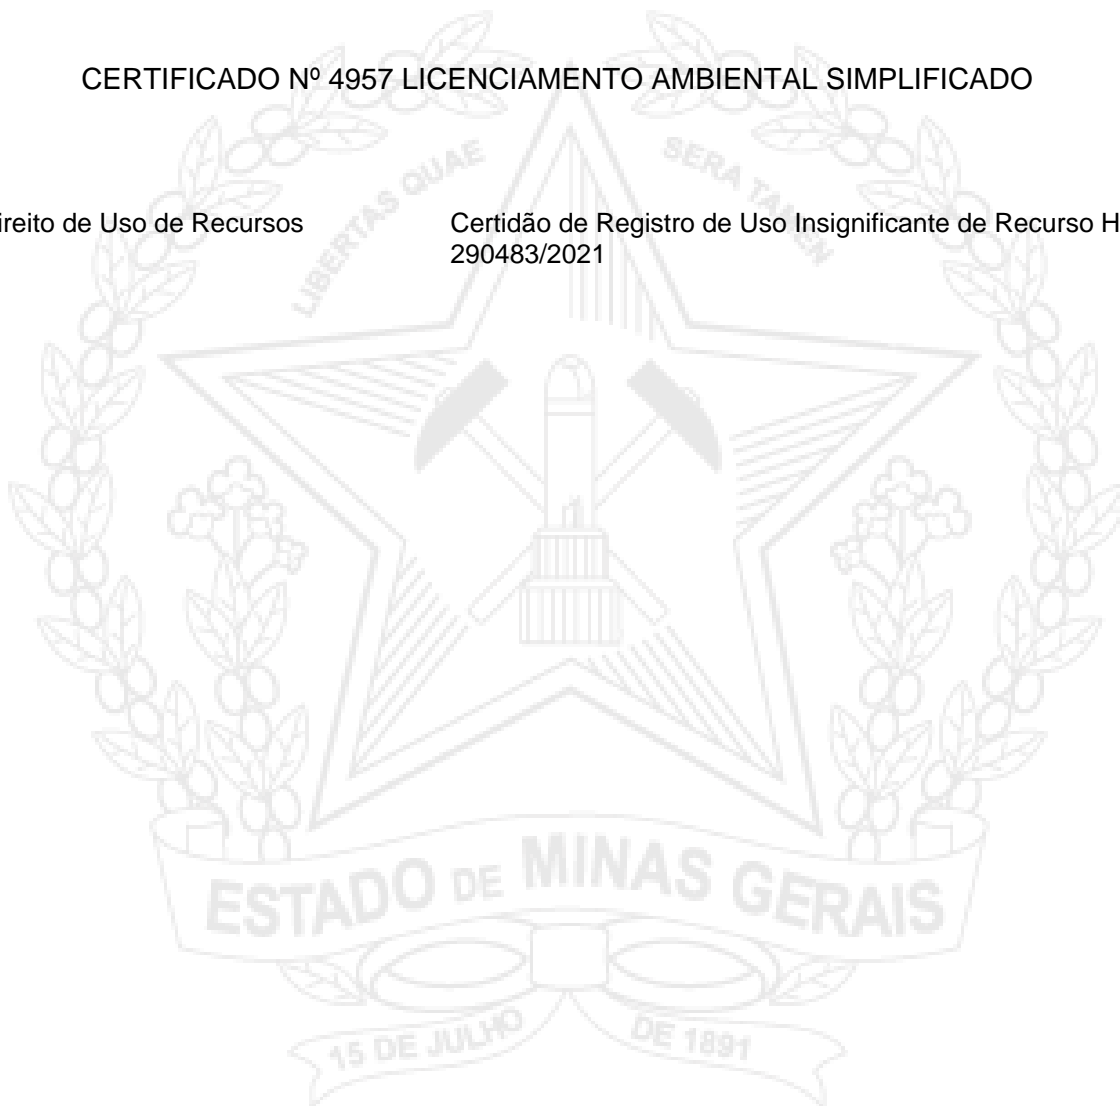 CERTIFICADO Nº 4957 LICENCIAMENTO AMBIENTAL SIMPLIFICADO
ireito de Uso de Recursos
Certidão de Registro de Uso Insignificante de Recurso H
290483/2021
LIBERTAS QUAE
SERA TAMEN
ESTADO DE MINAS GERAIS
15 DE JULHO
DE 1891